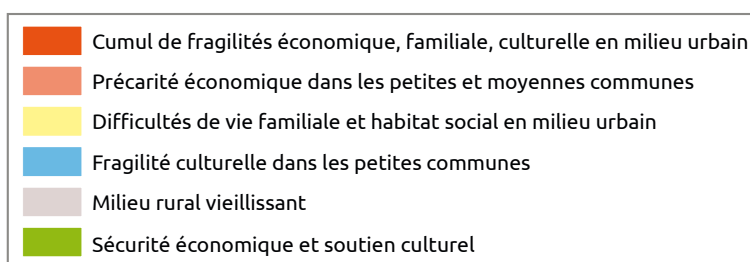 Cumul de fragilités économique, familiale, culturelle en milieu urbain
Précarité économique dans les petites et moyennes communes
Difficultés de vie familiale et habitat social en milieu urbain
Fragilité culturelle dans les petites communes
Milieu rural vieillissant
Sécurité économique et soutien culturel